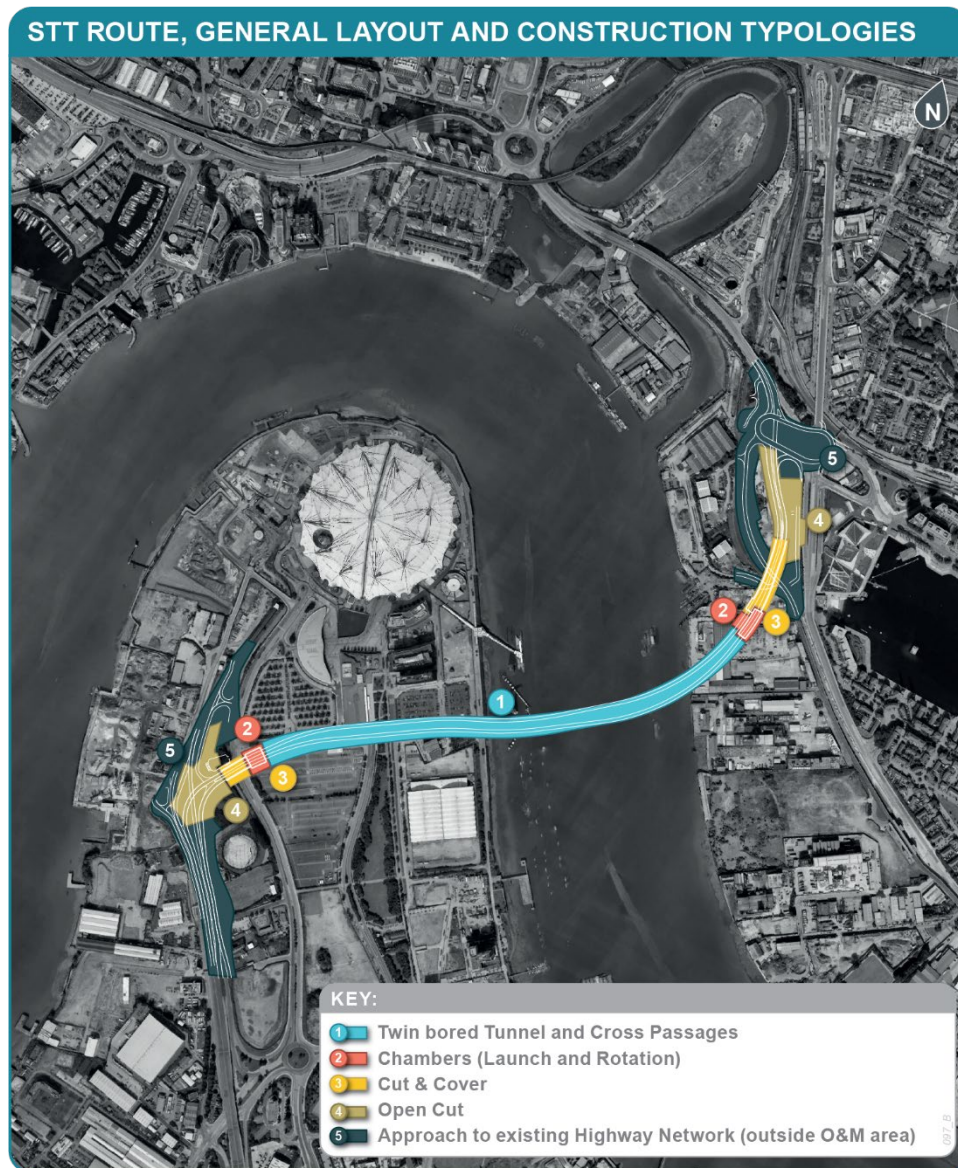 STT ROUTE, GENERAL LAYOUT AND CONSTRUCTION TYPOLOGIES
N
5
4
2
3
1
2
5
3
4
KEY:
1 Twin bored Tunnel and Cross Passages
2 Chambers (Launch and Rotation)
3 Cut & Cover
4 Open Cut
5 Approach to existing Highway Network (outside O&M area)
097_B